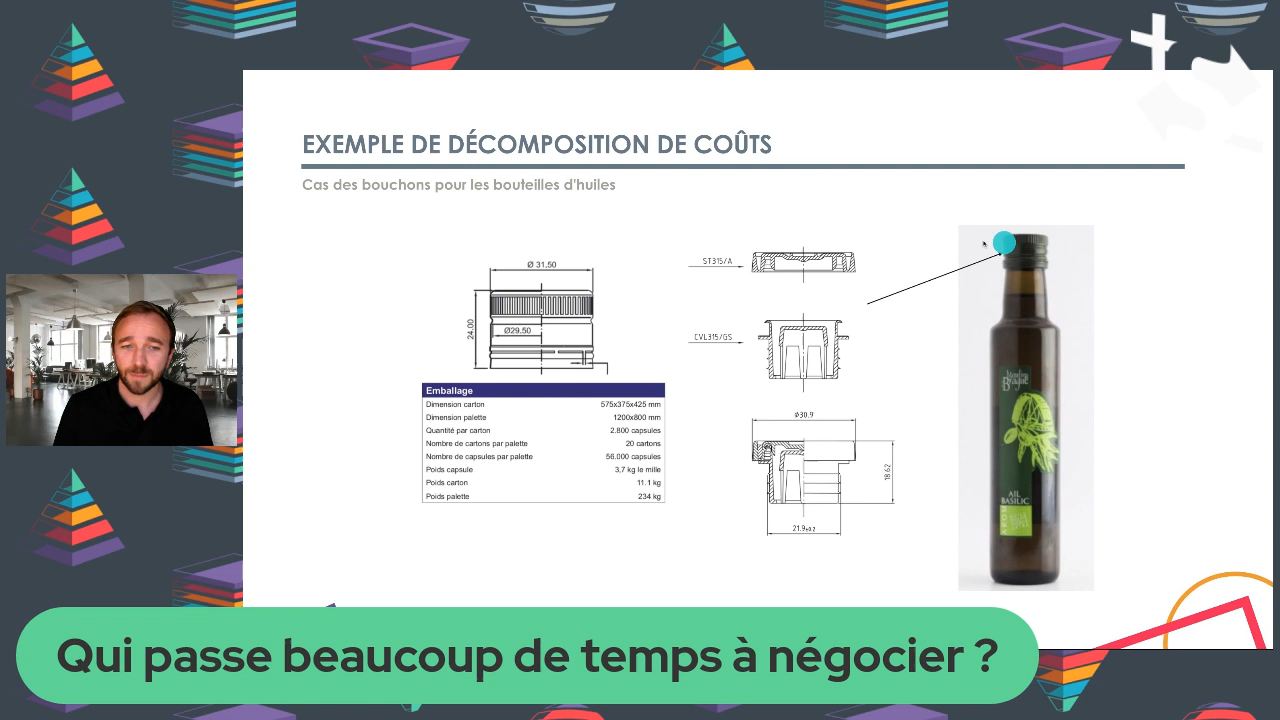 EXEMPLE DE DÉCOMPOSITION DE COÛTS
Cas des bouchons pour les bouteilles d'huiles
Ø 31,50
24.00
Ø29.50
Emballage
Dimension carton 575x375x425 mm
Dimension palette 1200x800 mm
Quantité par carton 2.800 capsules
Nombre de cartons par palette 20 cartons
Nombre de capsules par palette 56.000 capsules
Poids capsule 3,7 kg le mille
Poids carton 11.1 kg
Poids palette 234 kg
ST315/A
CVL315/GS
Ø30.9
18.62
21.9±0.2
AIL
BASILIC
Qui passe beaucoup de temps à négocier ?